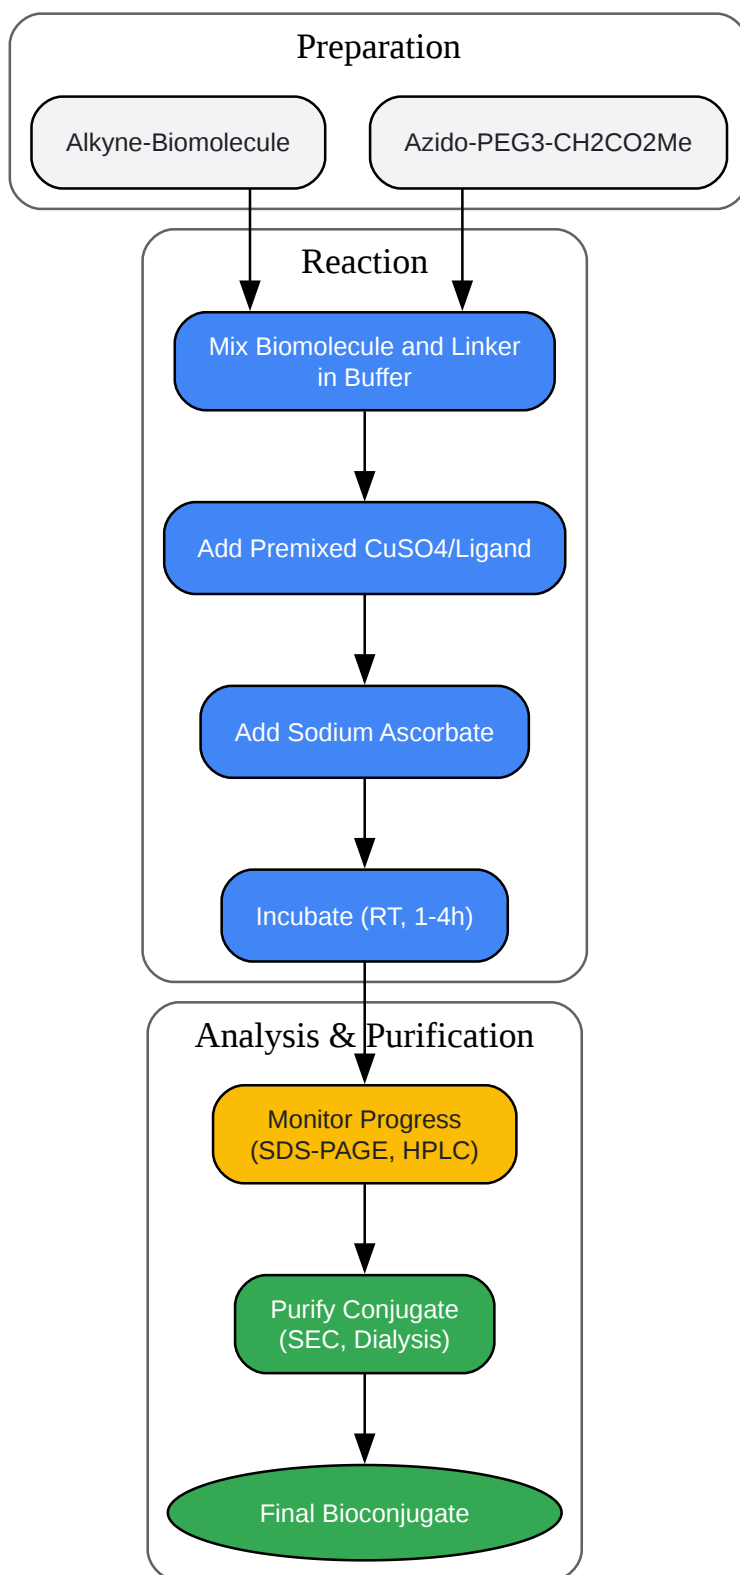 Preparation
Alkyne-Biomolecule
Azido-PEG3-CH2CO2Me
Reaction
Mix Biomolecule and Linker
in Buffer
Add Premixed CuSO4/Ligand
Add Sodium Ascorbate
Incubate (RT, 1-4h)
Analysis & Purification
Monitor Progress
(SDS-PAGE, HPLC)
Purify Conjugate
(SEC, Dialysis)
Final Bioconjugate